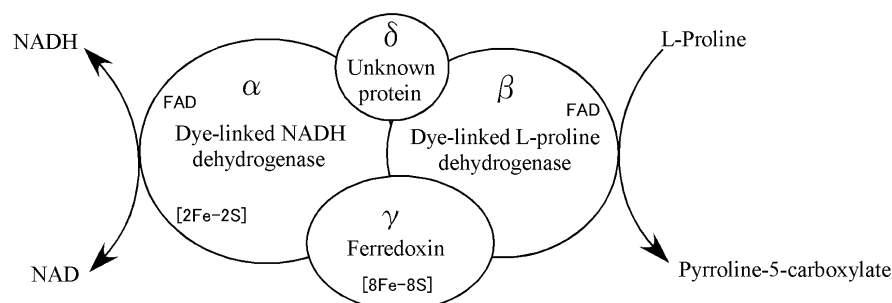 NADH
δ
L-Proline
Unknown
protein
α
β
FAD
FAD
Dye-linked NADH
dehydrogenase
Dye-linked L-proline
dehydrogenase
[2Fe-2S]
γ
Ferredoxin
[8Fe-8S]
NAD
Pyrroline-5-carboxylate